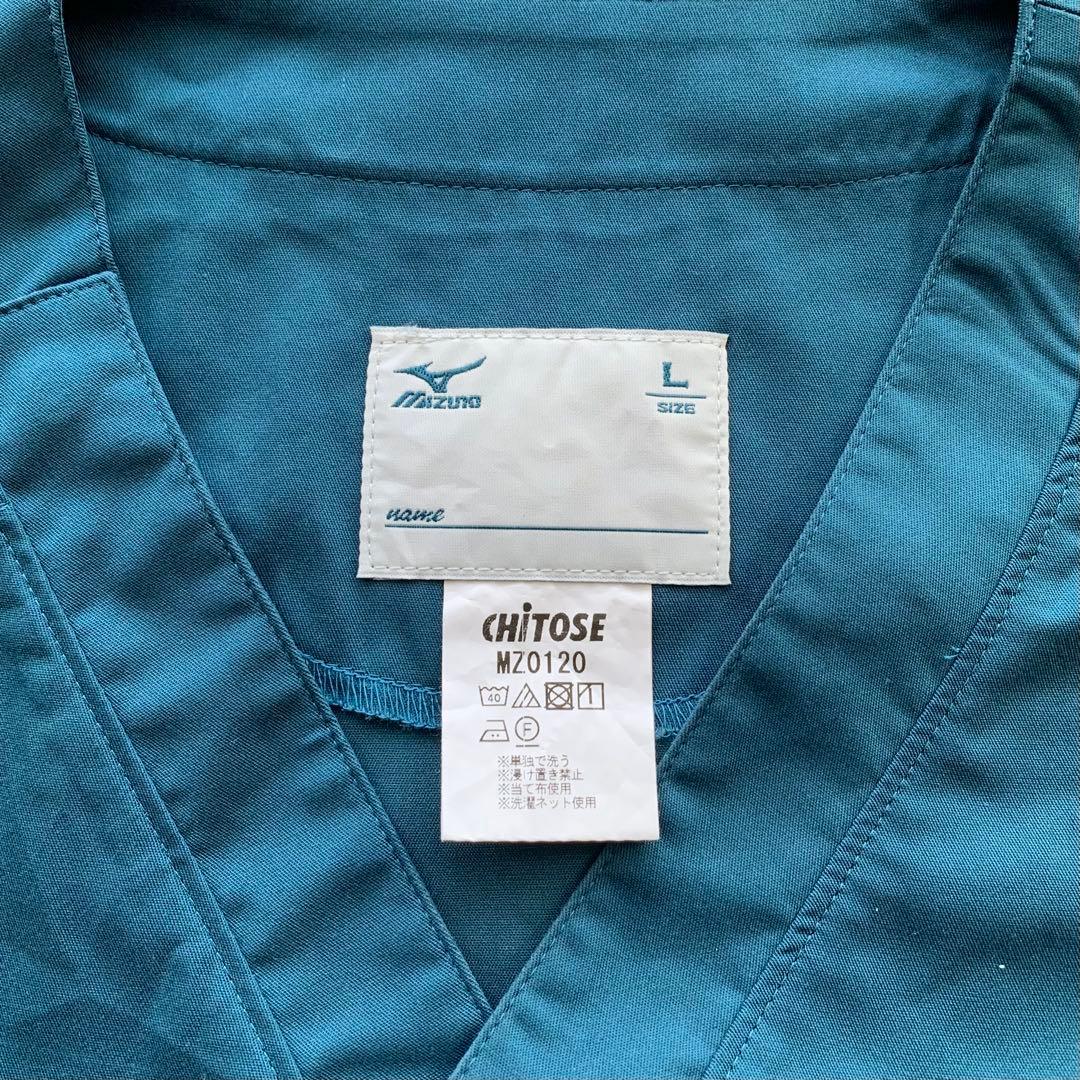 MIZUNO
L
SIZE
name
CHiTOSE
MZ0120
40
F
※単独で洗う
※浸け置き禁止
※当て布使用
※洗濯ネット使用